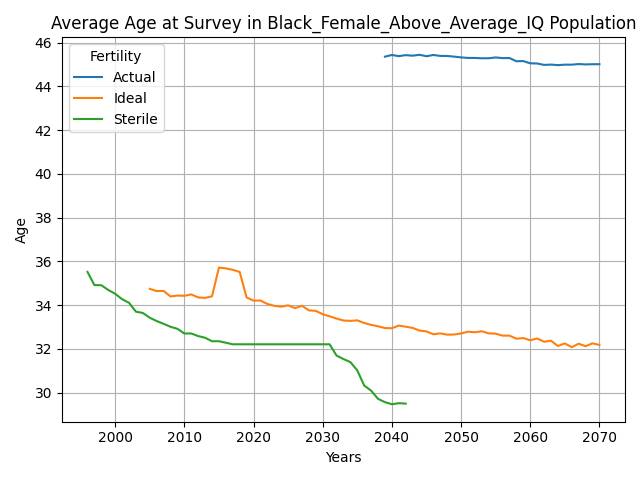 Average Age at Survey in Black_Female_Above_Average_IQ Population
Fertility
Actual
Ideal
Sterile
Age
46
44
42
40
38
36
34
32
30
2000
2010
2020
2030
2040
2050
2060
2070
Years